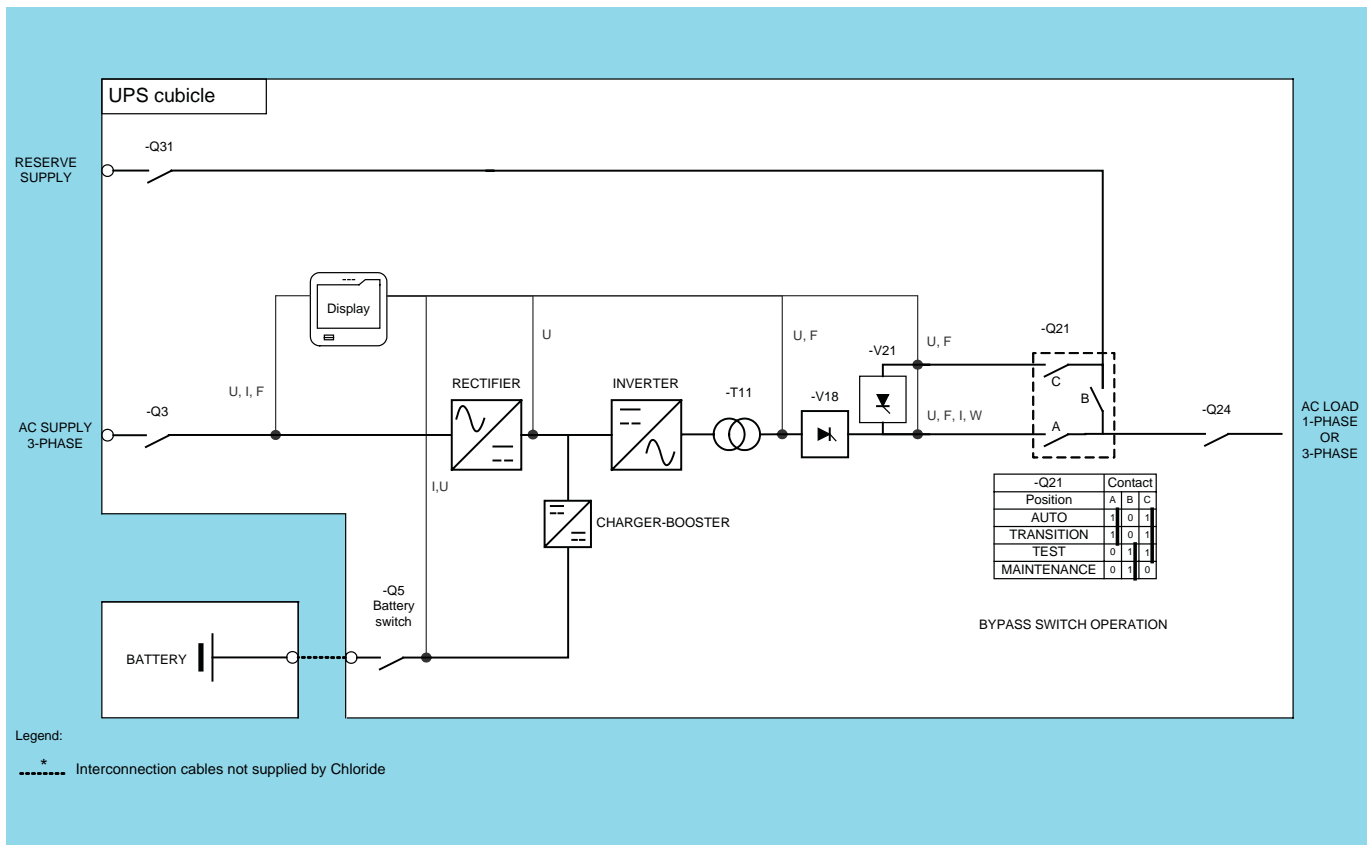 UPS cubicle
-Q31
RESERVE
SUPPLY
Display
U
U, F
-V21
U, F
-Q21
C
B
U, I, F
RECTIFIER
INVERTER
-T11
-V18
-Q3
U, F, I, W
A
-Q24
AC SUPPLY
3-PHASE
AC LOAD
1-PHASE
OR
3-PHASE
I,U
CHARGER-BOOSTER
-Q21 Contact
Position A B C
AUTO 1 0 1
TRANSITION 1 0 1
TEST 0 1 1
MAINTENANCE 0 1 0
BYPASS SWITCH OPERATION
-Q5
Battery
switch
BATTERY
Legend:
* Interconnection cables not supplied by Chloride